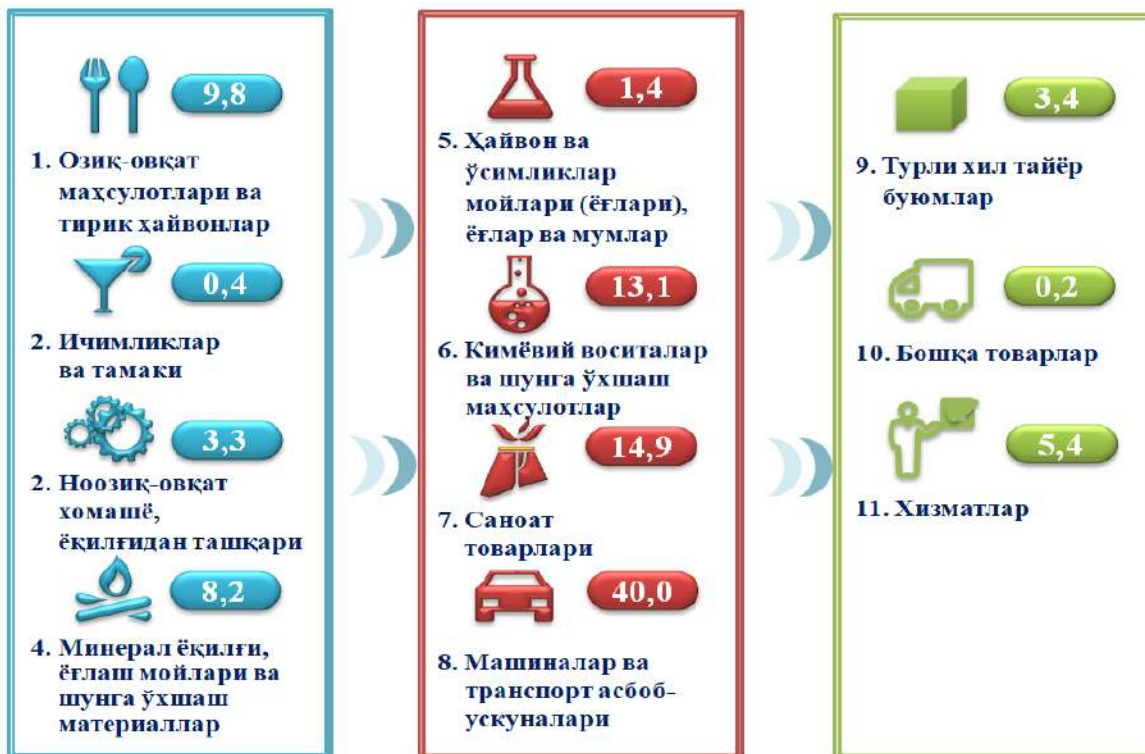 9,8
1. Озиқ-овқат
маҳсулотлари ва
тирик ҳайвонлар
0,4
2. Ичимликлар
ва тамаки
3,3
2. Ноозиқ-овқат
хомашё,
ёқилғидан ташқари
8,2
4. Минерал ёқилғи,
ёғлаш мойлари ва
шунга ўхшаш
материаллар
1,4
5. Ҳайвон ва
ўсимликлар
мойлари (ёғлари),
ёғлар ва мумлар
13,1
6. Кимёвий воситалар
ва шунга ўхшаш
маҳсулотлар
14,9
7. Саноат
товарлари
40,0
8. Машиналар ва
транспорт асбоб-
ускуналари
3,4
9. Турли хил тайёр
буюмлар
0,2
10. Бошқа товарлар
5,4
11. Хизматлар